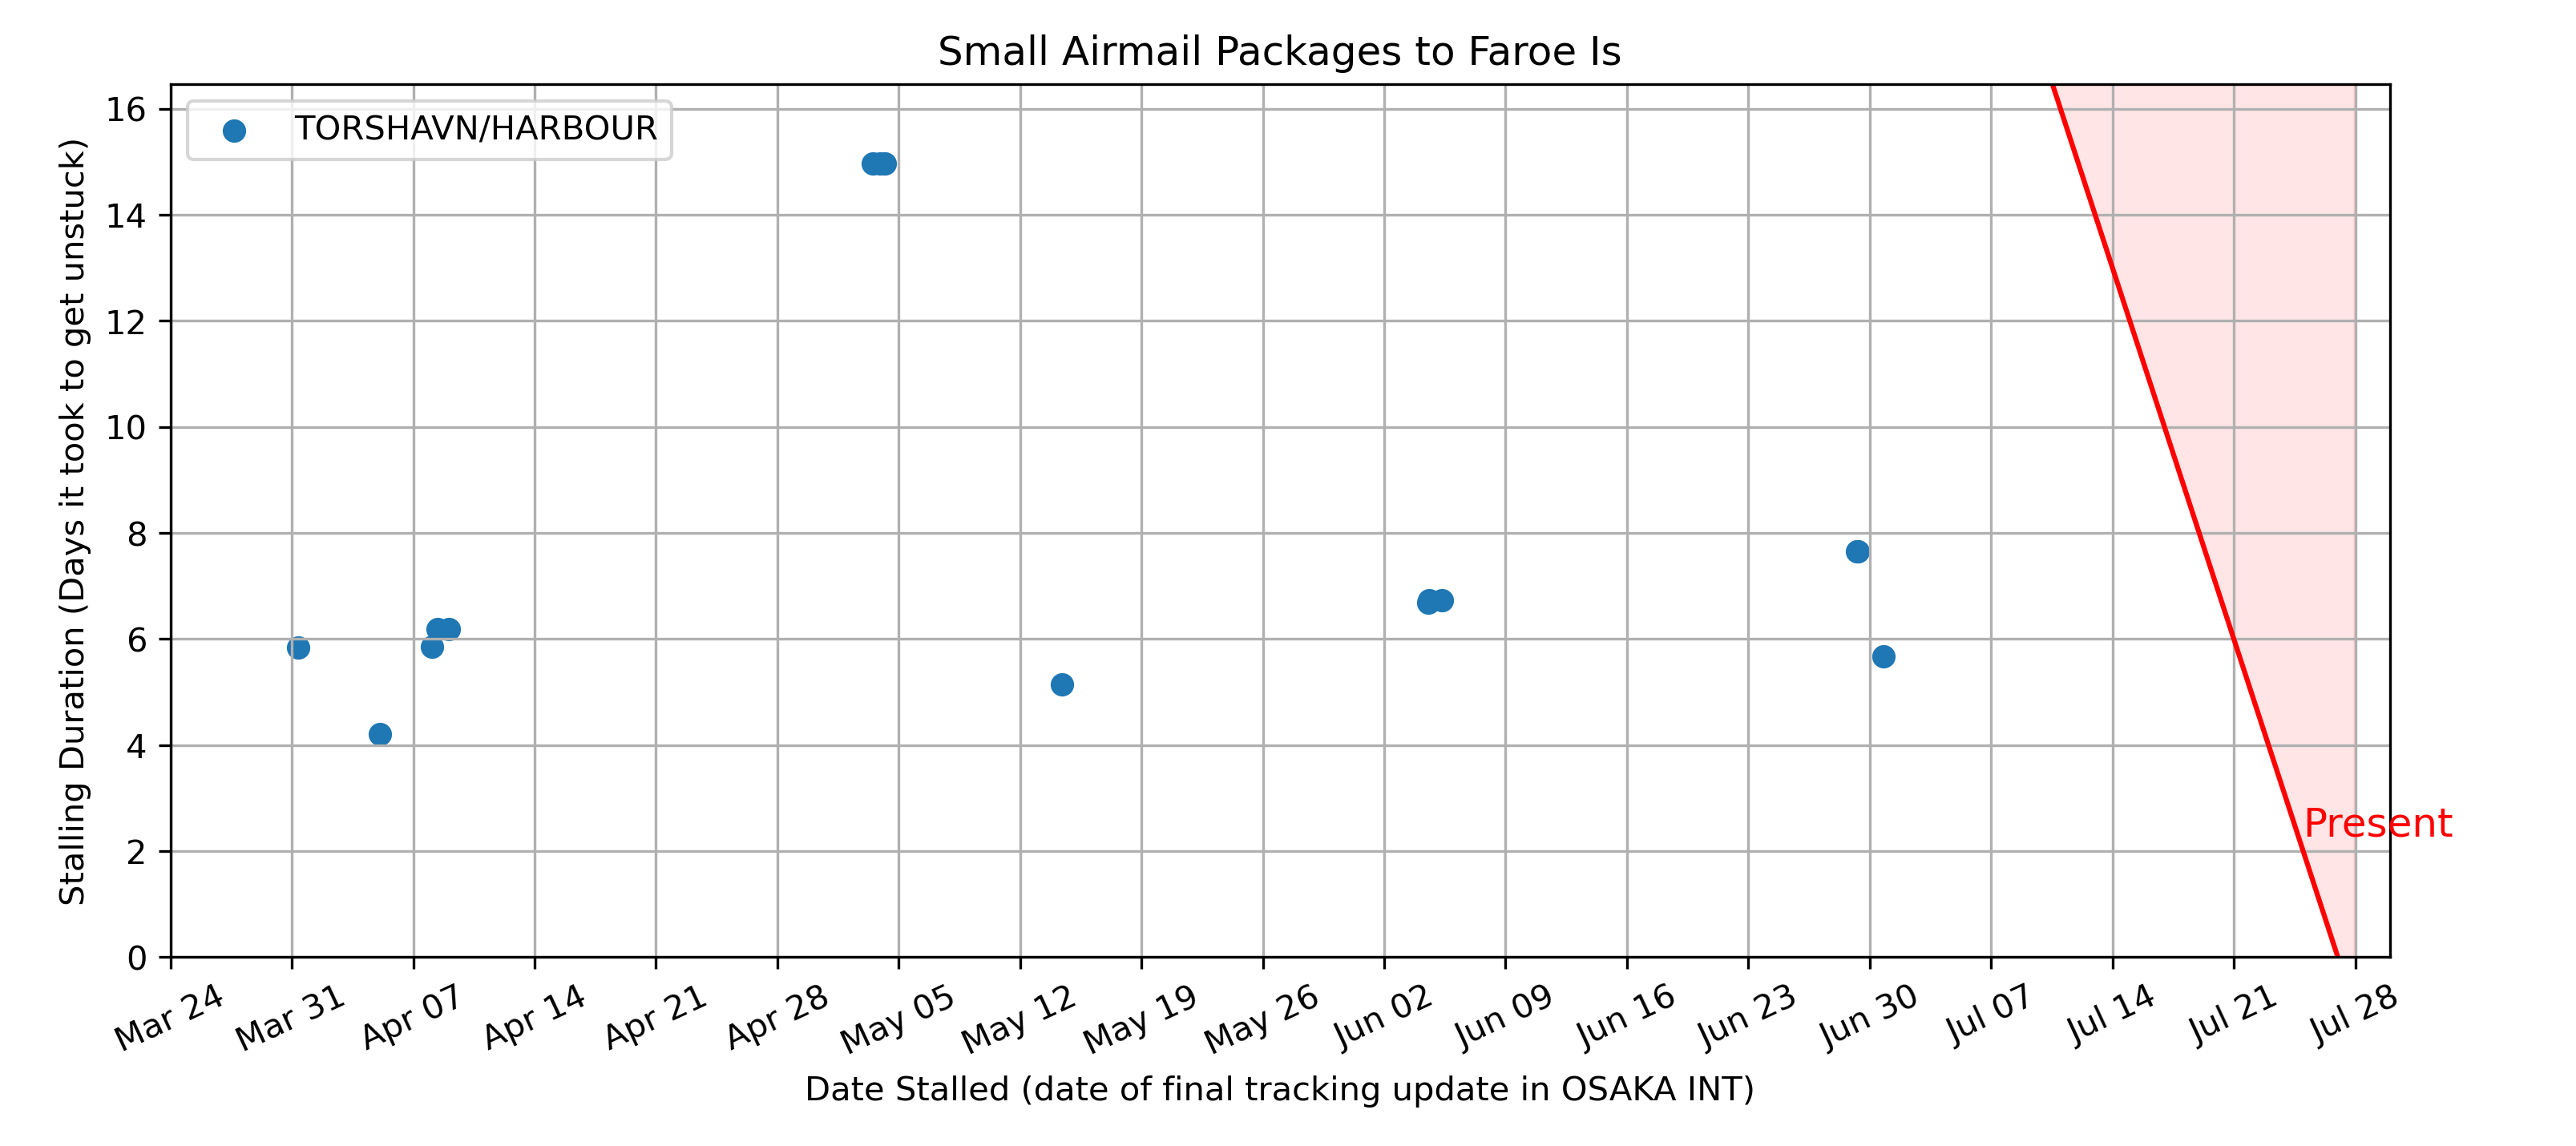 Small Airmail Packages to Faroe Is
TORSHAVN/HARBOUR
Stalling Duration (Days it took to get unstuck)
16
14
12
10
8
6
4
2
0
Present
Mar 24 Mar 31 Apr 07 Apr 14 Apr 21 Apr 28 May 05 May 12 May 19 May 26 Jun 02 Jun 09 Jun 16 Jun 23 Jun 30 Jul 07 Jul 14 Jul 21 Jul 28
Date Stalled (date of final tracking update in OSAKA INT)